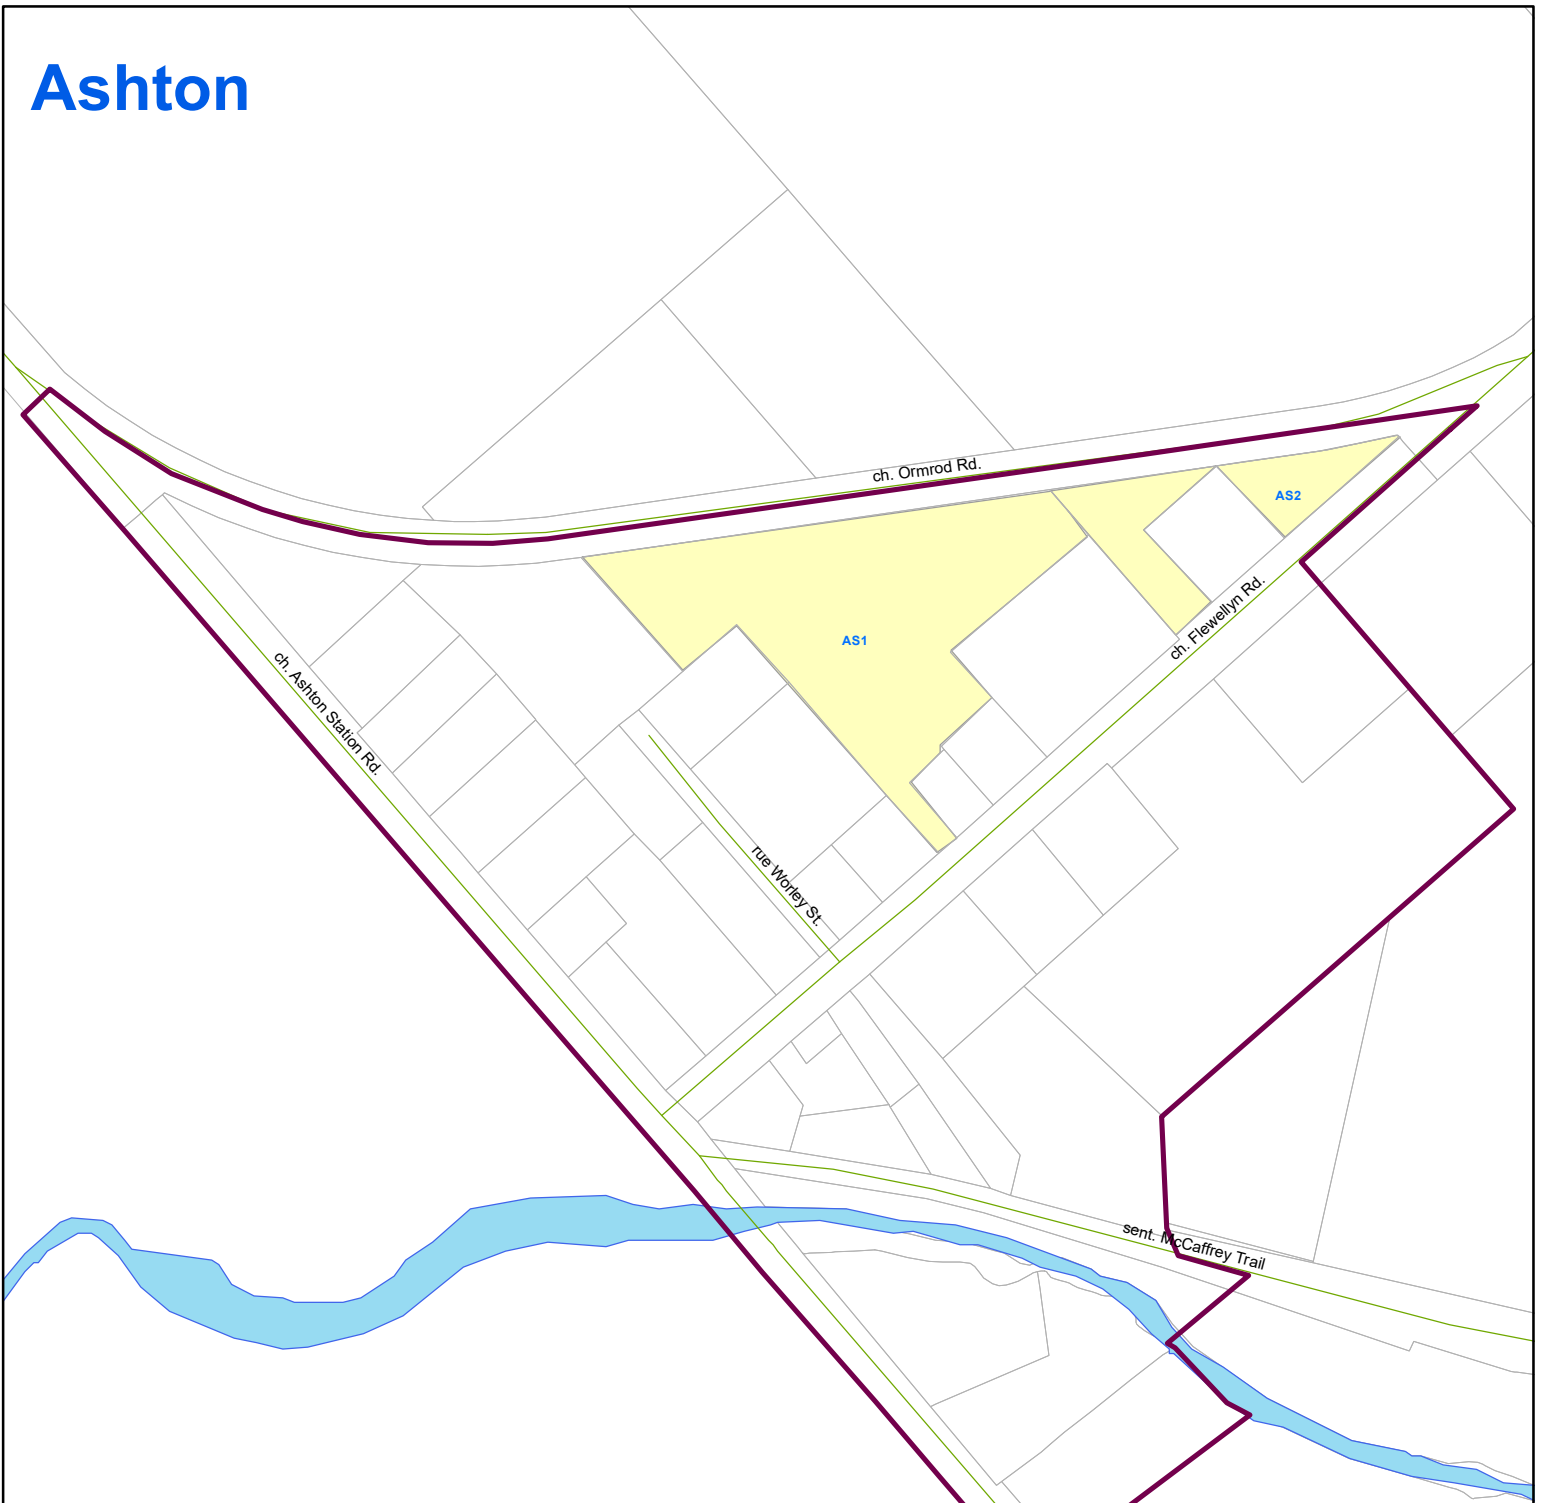 Ashton
ch. Ormrod Rd.
AS2
AS1
ch. Flewellyn Rd.
ch. Ashton Station Rd.
rue Worley St.
sent. McCaffrey Trail